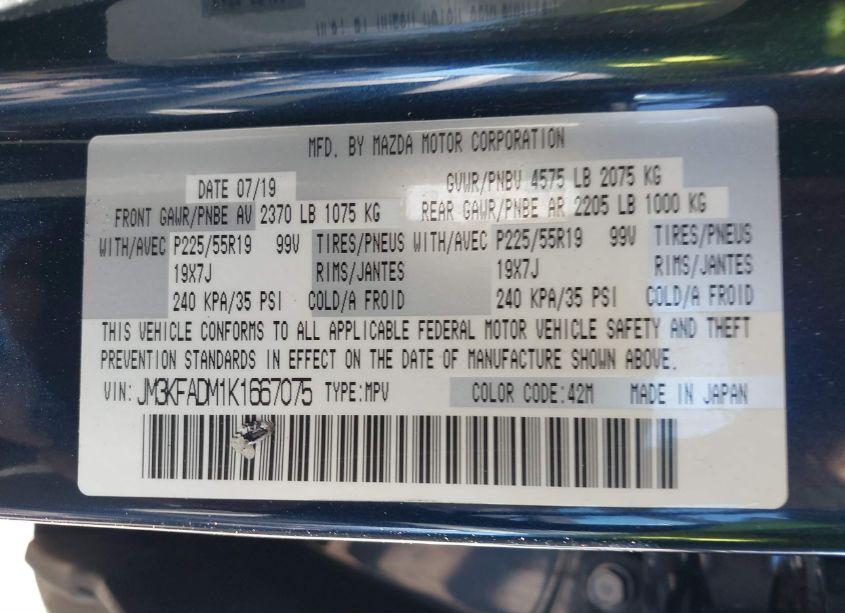 MFD. BY MAZDA MOTOR CORPORATION
DATE 07/19 GVWR/PNBV 4575 LB 2075 KG
FRONT GAWR/PNBE AV 2370 LB 1075 KG REAR GAWR/PNBE AR 2205 LB 1000 KG
WITH/AVEC P225/55R19 99V TIRES/PNEUS WITH/AVEC P225/55R19 99V TIRES/PNEUS
19X7J RIMS/JANTES 19X7J RIMS/JANTES
240 KPA/35 PSI COLD/A FROID 240 KPA/35 PSI COLD/A FROID
THIS VEHICLE CONFORMS TO ALL APPLICABLE FEDERAL MOTOR VEHICLE SAFETY AND THEFT
PREVENTION STANDARDS IN EFFECT ON THE DATE OF MANUFACTURE SHOWN ABOVE.
VIN: JM3KFADM1K1667075 TYPE:MPV COLOR CODE:42M MADE IN JAPAN